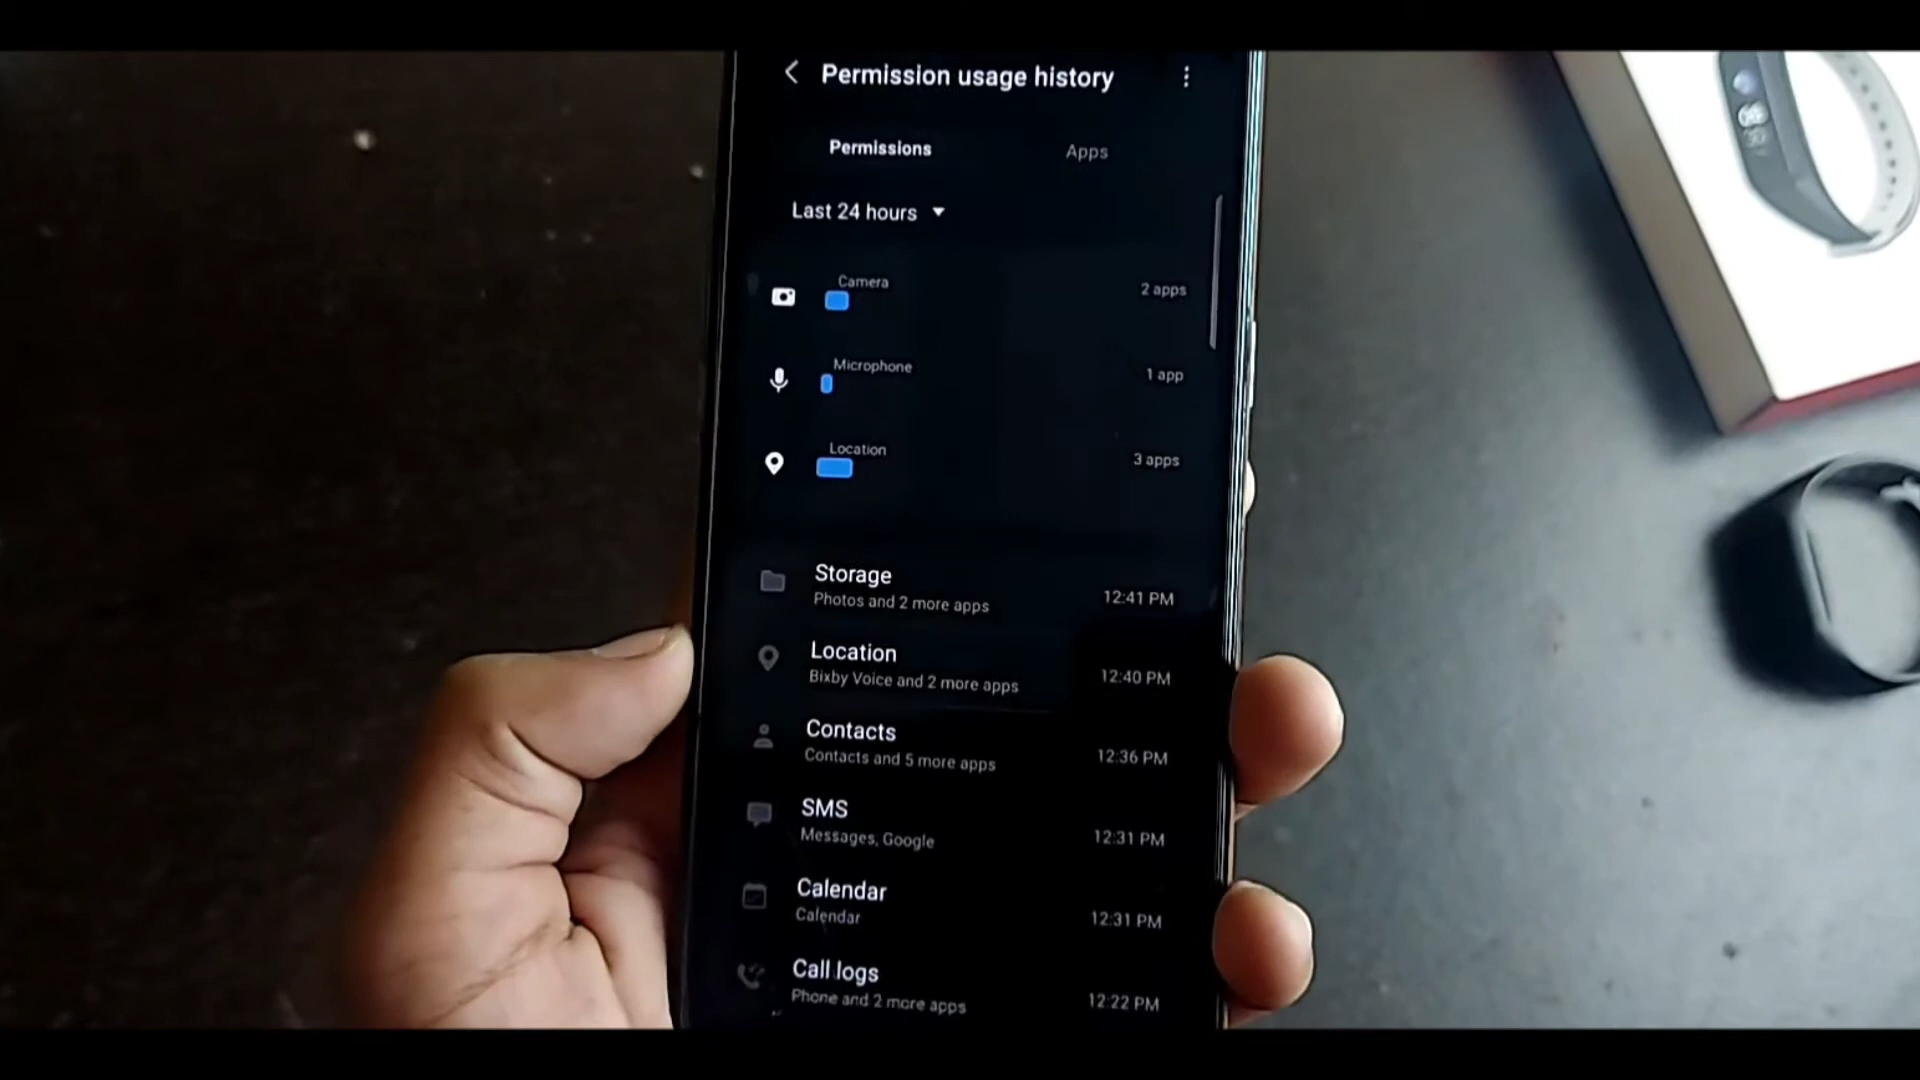 Permission usage history
Permissions
Apps
Last 24 hours
Camera
2 apps
Microphone
1 app
Location
3 apps
Storage
Photos and 2 more apps
12:41 PM
Location
Bixby Voice and 2 more apps
12:40 PM
Contacts
Contacts and 5 more apps
12:36 PM
SMS
Messages, Google
12:31 PM
Calendar
Calendar
12:31 PM
Call logs
Phone and 2 more apps
12:22 PM